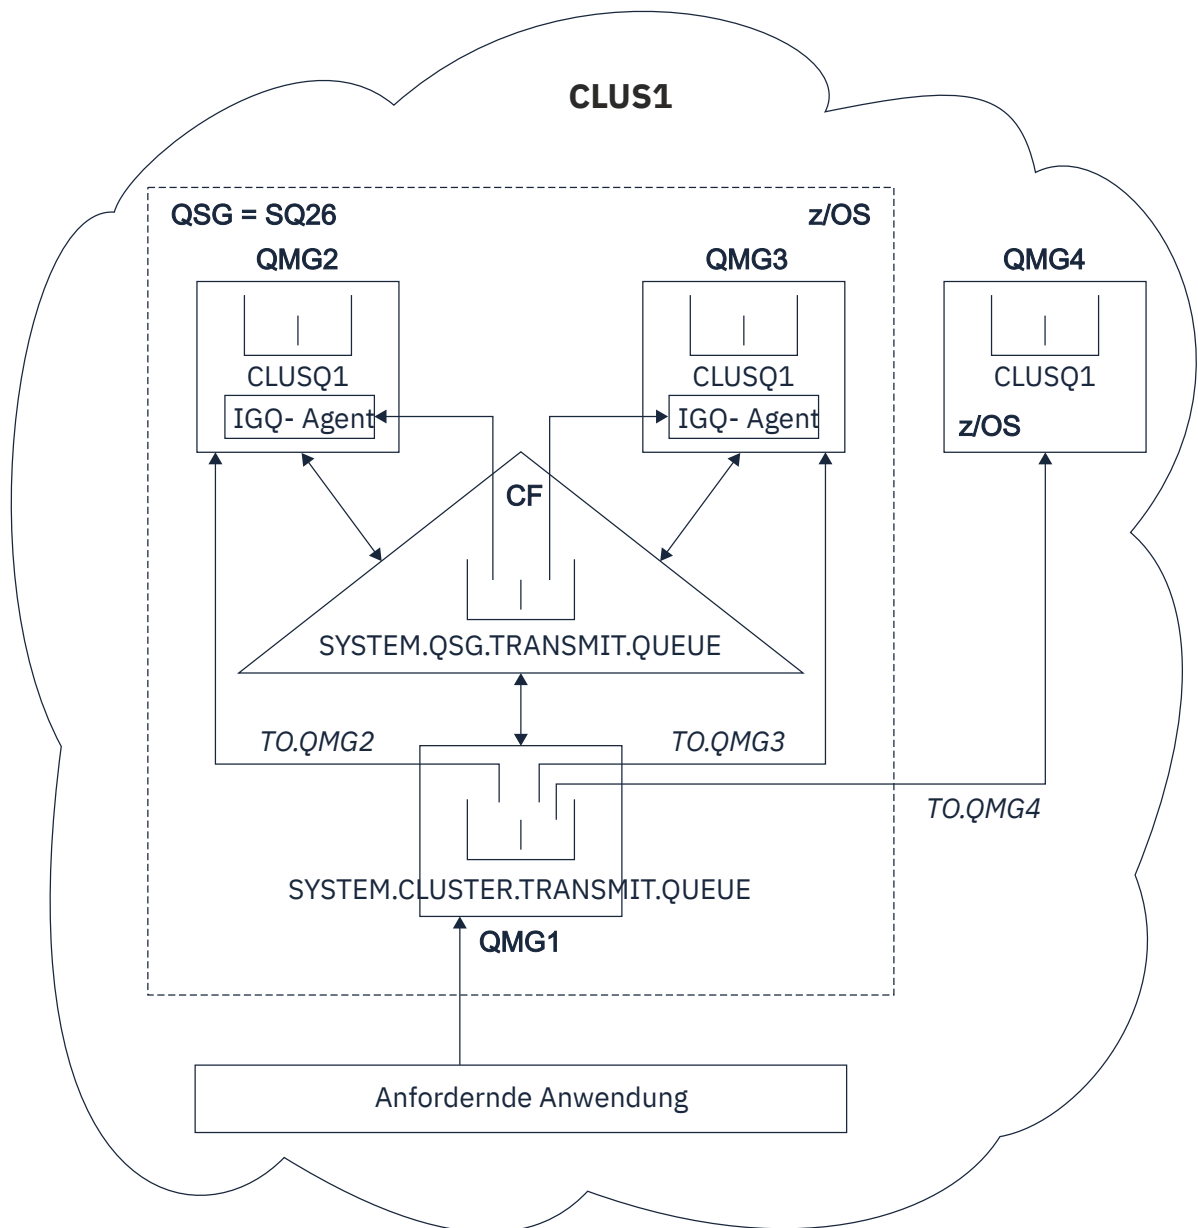 CLUS1
QSG = SQ26
z/OS
QMG2
QMG3
QMG4
CLUSQ1
CLUSQ1
CLUSQ1
IGQ- Agent
IGQ- Agent
z/OS
CF
SYSTEM.QSG.TRANSMIT.QUEUE
TO.QMG2
TO.QMG3
TO.QMG4
SYSTEM.CLUSTER.TRANSMIT.QUEUE
QMG1
Anfordernde Anwendung